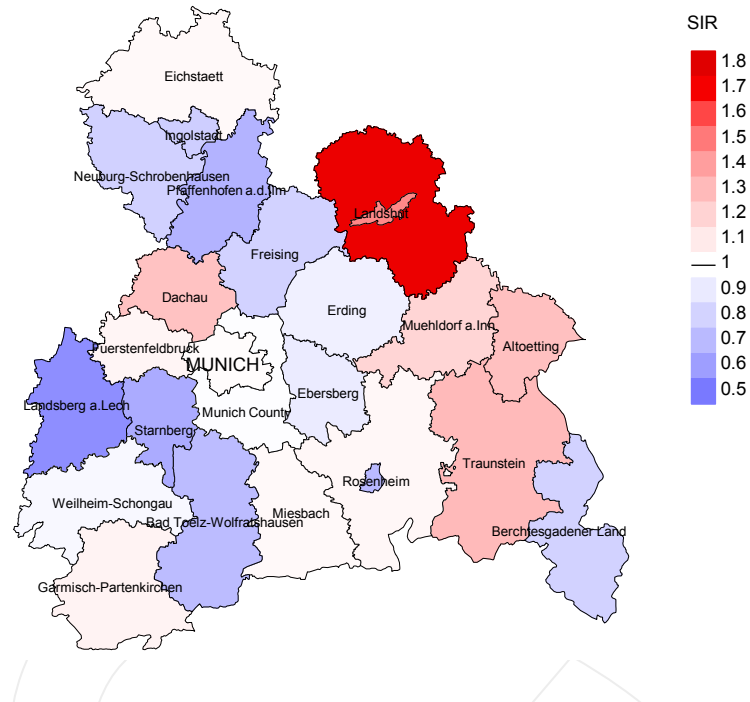 SIR
1.8
1.7
1.6
1.5
1.4
1.3
1.2
1.1
1
0.9
0.8
0.7
0.6
0.5
Eichstaett
Ingolstadt
Neuburg-Schrobenhausen
Pfaffenhofen a.d.Ilm
Landshut
Freising
Dachau
Erding
Muehldorf a.Inn
Altoetting
Fuerstenfeldbruck
MUNICH
Ebersberg
Landsberg a.Lech
Munich County
Starnberg
Traunstein
Rosenheim
Weilheim-Schongau
Miesbach
Bad Toelz-Wolfratshausen
Berchtesgadener Land
Garmisch-Partenkirchen